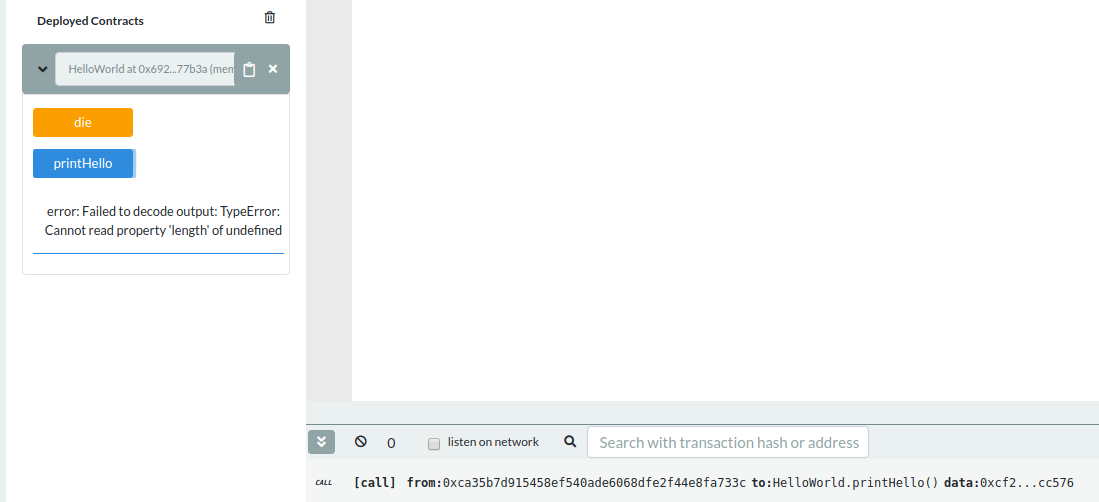 Deployed Contracts
HelloWorld at 0x692...77b3a (mem
die
printHello
error: Failed to decode output: TypeError:
Cannot read property 'length' of undefined
0 listen on network Search with transaction hash or address
CALL [call] from:0xca35b7d915458ef540ade6068dfe2f44e8fa733c to:HelloWorld.printHello() data:0xcf2...cc576